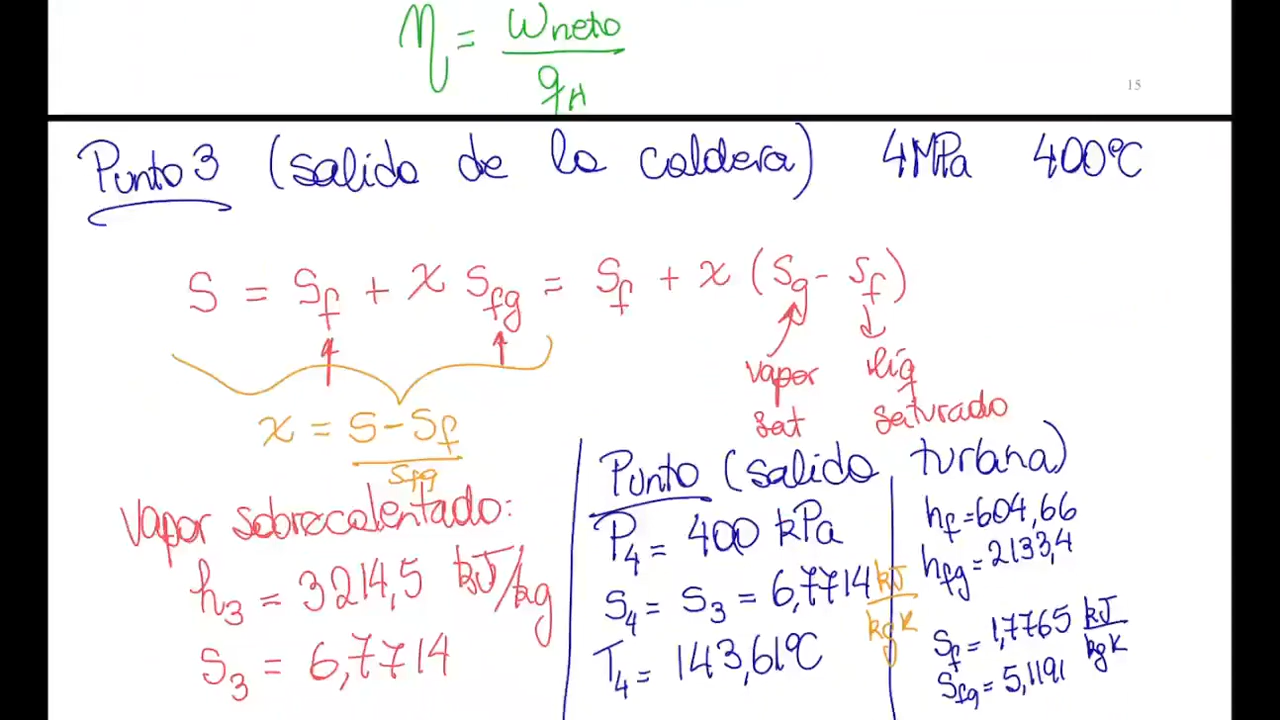 η = Wneto / qH
15
Punto 3 (salida de la caldera) 4MPa 400°C
S = Sf + x Sfg = Sf + x (Sg - Sf)
vapor sat
líq saturado
x = S - Sf / Sfg
Vapor sobrecalentado:
h3 = 3214,5 kJ/kg
S3 = 6,7714
Punto (salida turbina)
P4 = 400 kPa
S4 = S3 = 6,7714 kJ/kg K
T4 = 143,61°C
hf = 604,66
hfg = 2133,4
Sf = 1,7765 kJ/kg K
Sfg = 5,1191